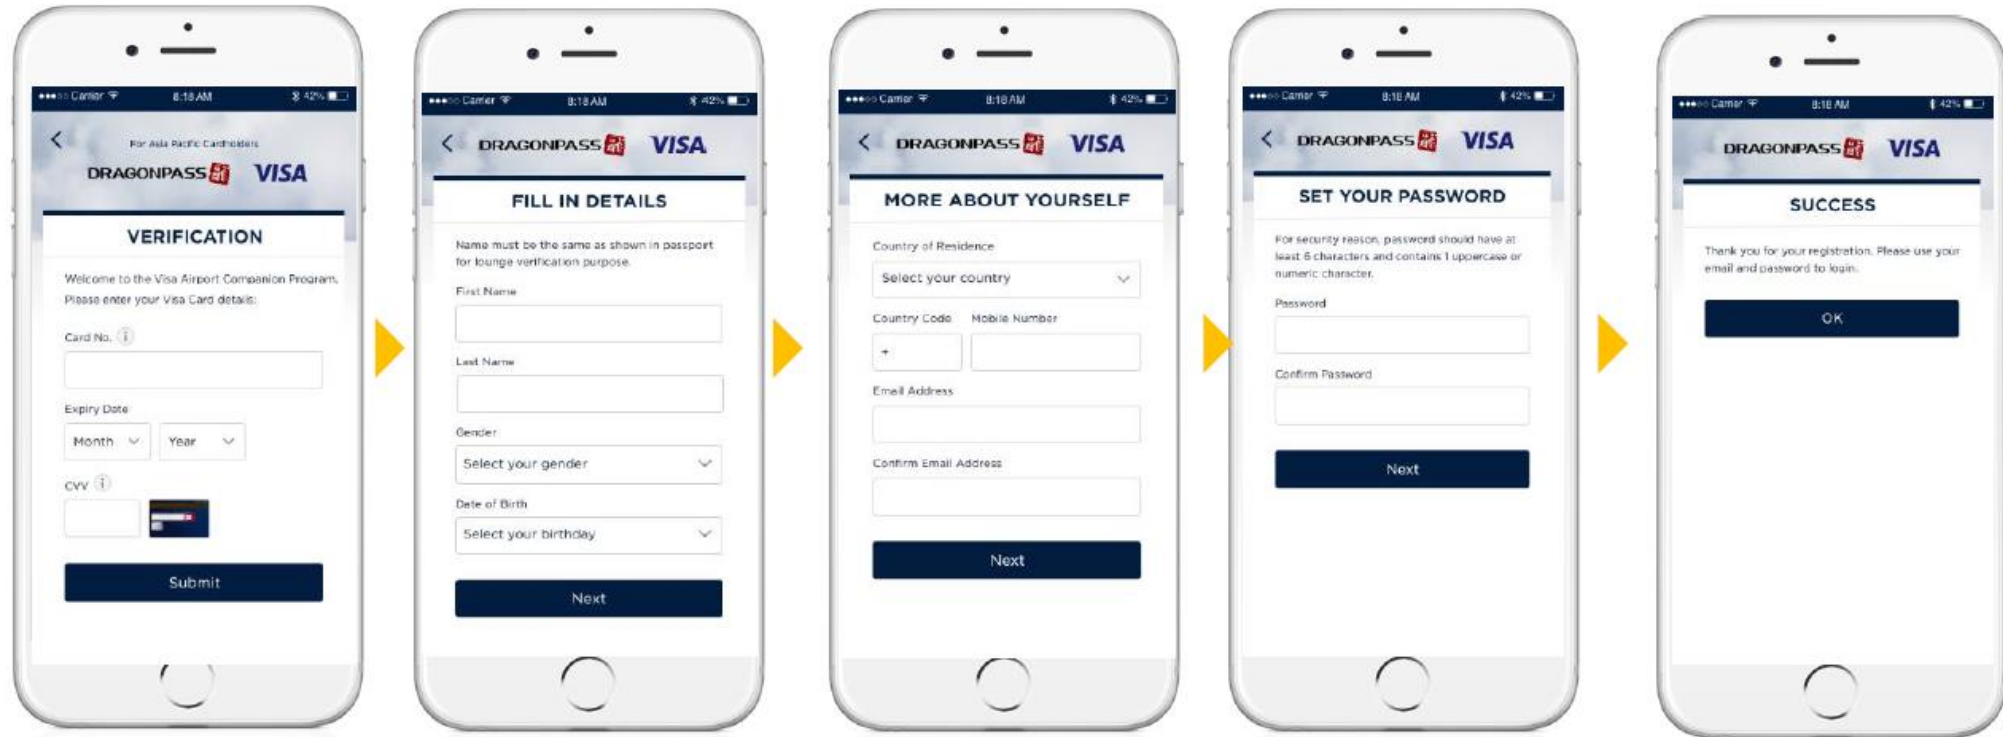 Carrier 8:18 AM 42%
For Asia Pacific Cardholders
DRAGONPASS VISA
VERIFICATION
Welcome to the Visa Airport Companion Program.
Please enter your Visa Card details:
Card No. i
Expiry Date
Month Year
CVV i
Submit
Carrier 8:18 AM 42%
DRAGONPASS VISA
FILL IN DETAILS
Name must be the same as shown in passport
for lounge verification purpose.
First Name
Last Name
Gender
Select your gender
Date of Birth
Select your birthday
Next
Carrier 8:18 AM 42%
DRAGONPASS VISA
MORE ABOUT YOURSELF
Country of Residence
Select your country
Country Code Mobile Number
+
Email Address
Confirm Email Address
Next
Carrier 8:18 AM 42%
DRAGONPASS VISA
SET YOUR PASSWORD
For security reason, password should have at
least 6 characters and contains 1 uppercase or
numeric character.
Password
Confirm Password
Next
Carrier 8:18 AM 42%
DRAGONPASS VISA
SUCCESS
Thank you for your registration. Please use your
email and password to login.
OK